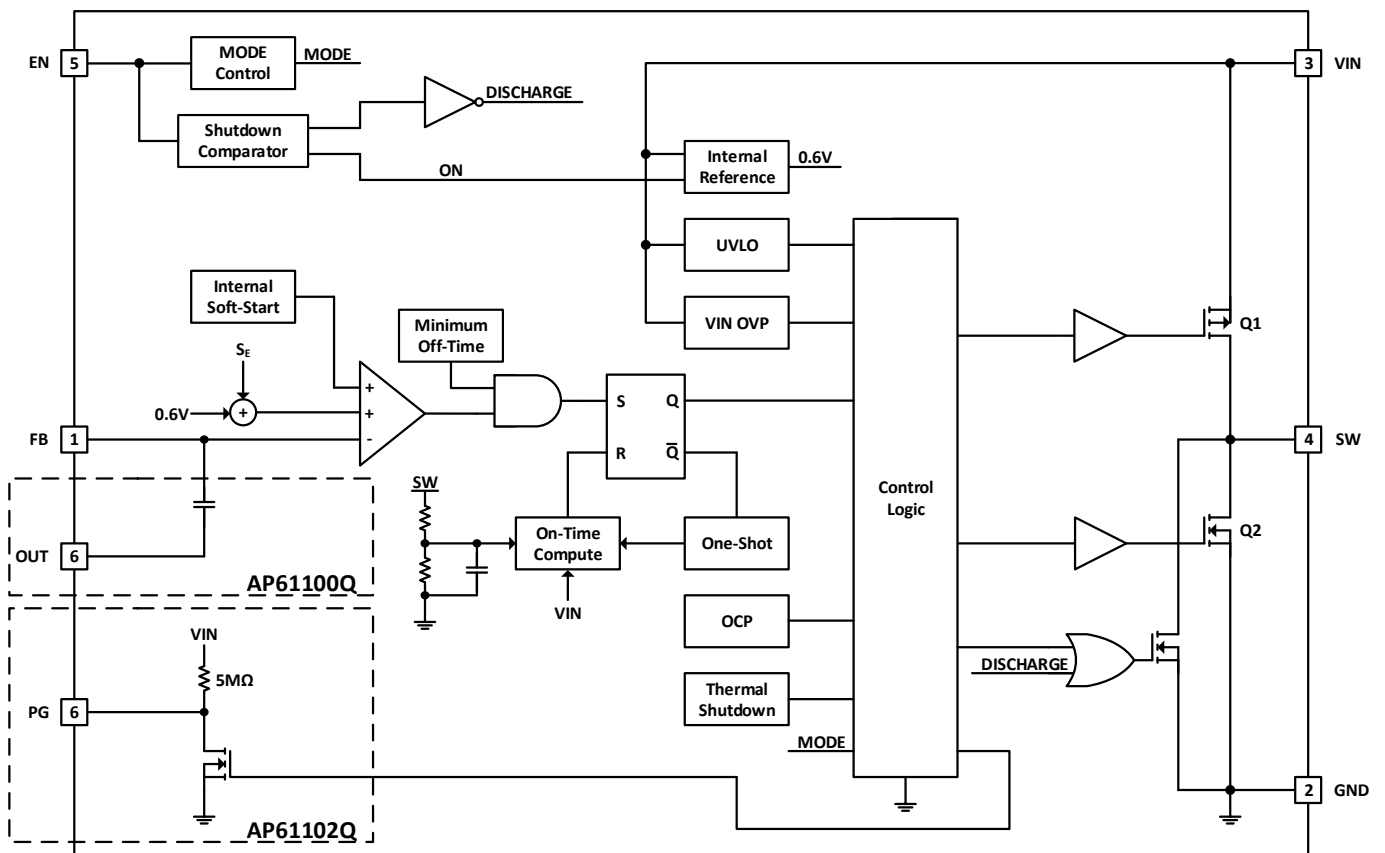 EN
5
MODE
Control
MODE
3
VIN
DISCHARGE
Shutdown
Comparator
ON
Internal
Reference
0.6V
UVLO
Internal
Soft-Start
Minimum
Off-Time
VIN OVP
Q1
SE
0.6V
+
+
+
-
FB
1
S
Q
R
Q̅
4
SW
SW
Control
Logic
On-Time
Compute
One-Shot
Q2
OUT
6
AP61100Q
VIN
OCP
VIN
5MΩ
DISCHARGE
PG
6
Thermal
Shutdown
MODE
2
GND
AP61102Q